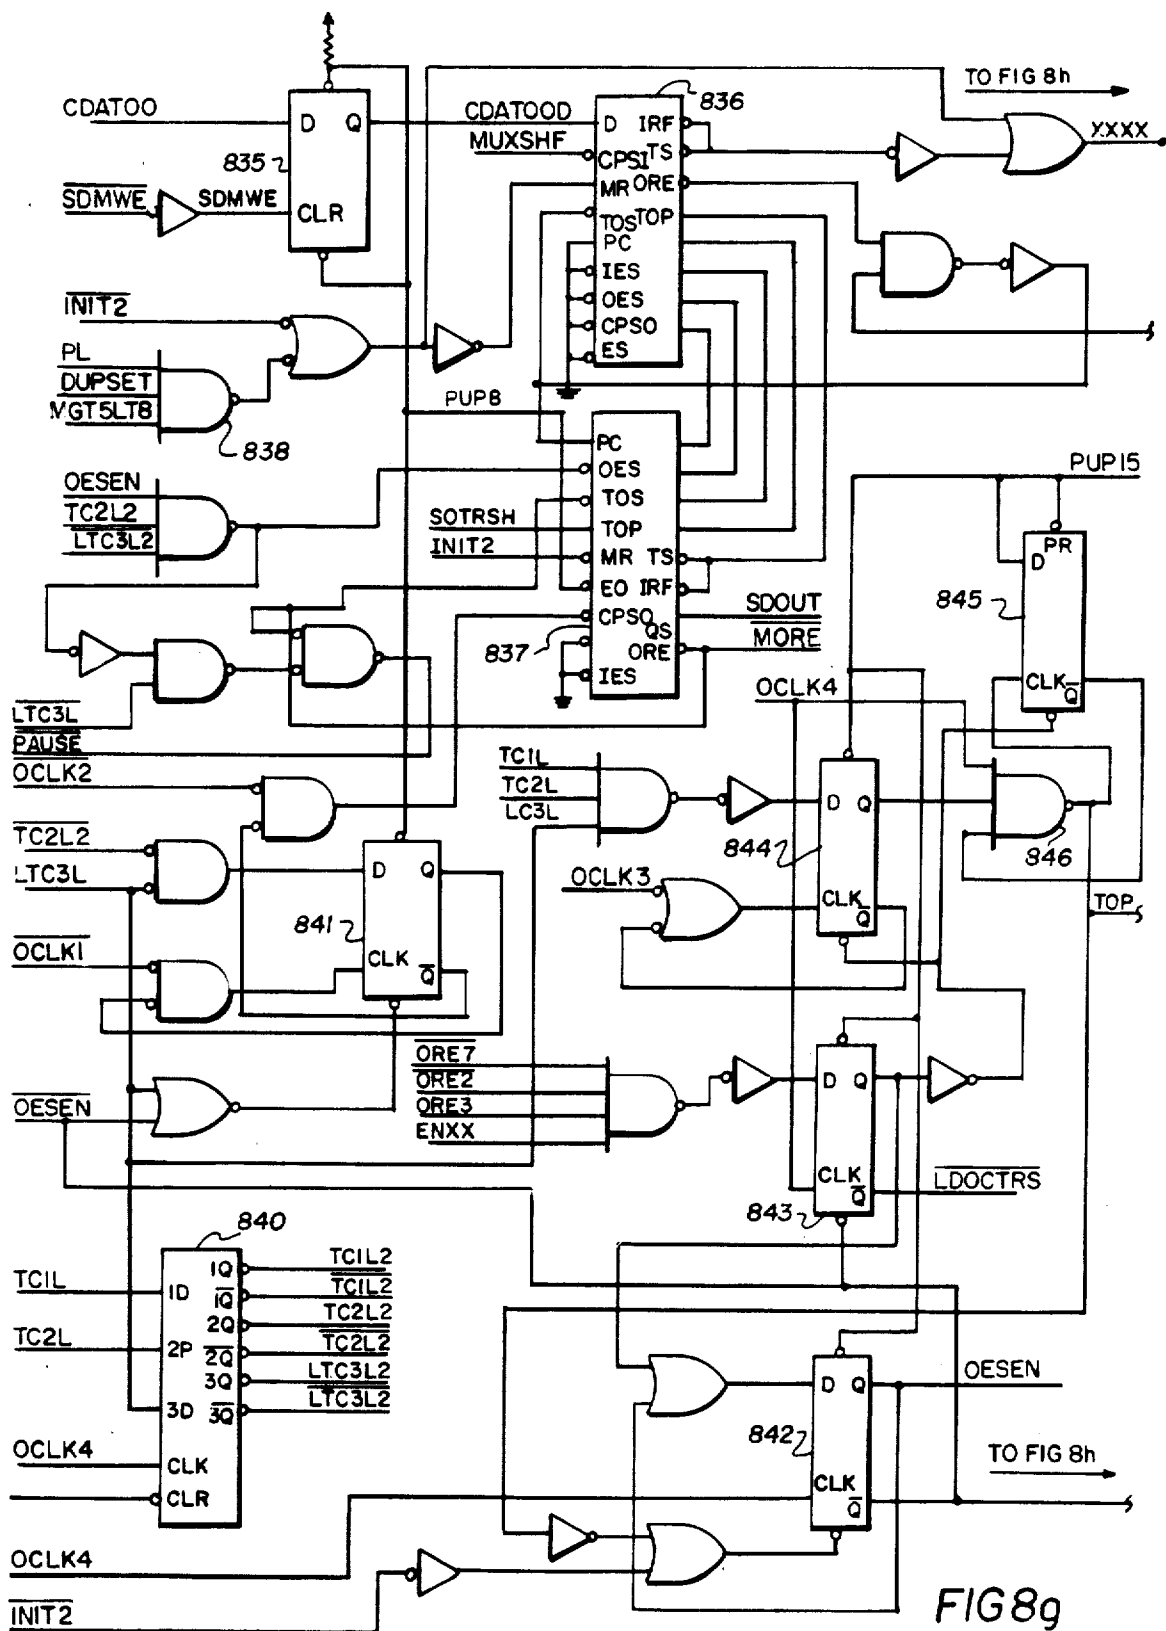 TO FIG 8h
CDATOO
D
Q
835
CDATOOD
MUXSHF
836
D
IRF
CPSI
TS
MR
ORE
TOS
TOP
PC
IES
OES
CPSO
ES
XXXX
SDMWE
SDMWE
CLR
INIT2
PL
DUPSET
MGT5LT8
838
PUP8
OESEN
TC2L2
LTC3L2
SOTRSH
INIT2
PC
OES
TOS
TOP
MR
TS
EO
IRF
CPSO
QS
ORE
IES
837
SDOUT
MORE
PUP15
PR
D
845
CLK
Q
LTC3L
PAUSE
OCLK2
OCLK4
TC1L
TC2L
LC3L
D
Q
844
CLK
Q
846
TOP
TC2L2
LTC3L
D
Q
841
CLK
Q
OCLK1
OCLK3
ORE7
ORE2
ORE3
ENXX
D
Q
CLK
Q
843
LDOCTRS
OESEN
840
TC1L
TC2L
1D
2P
3D
CLK
CLR
1Q
1Q
2Q
2Q
3Q
3Q
TC1L2
TC1L2
TC2L2
TC2L2
LTC3L2
LTC3L2
OCLK4
D
Q
842
CLK
Q
OESEN
TO FIG 8h
OCLK4
INIT2
FIG 8g